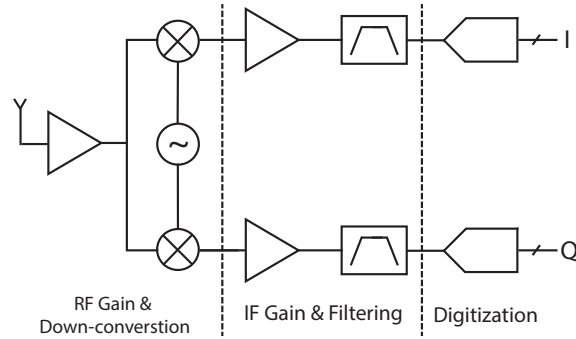 I
~
Q
RF Gain &
Down-converstion
IF Gain & Filtering
Digitization